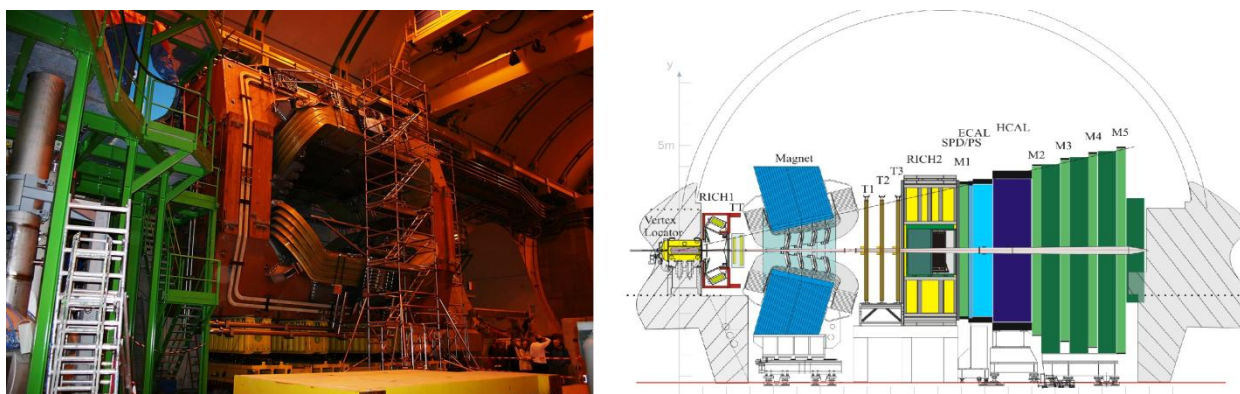 y
5m
Vertex
Locator
RICH1
TT
Magnet
T1
T2
T3
RICH2
SPD/PS
ECAL
HCAL
M1
M2
M3
M4
M5